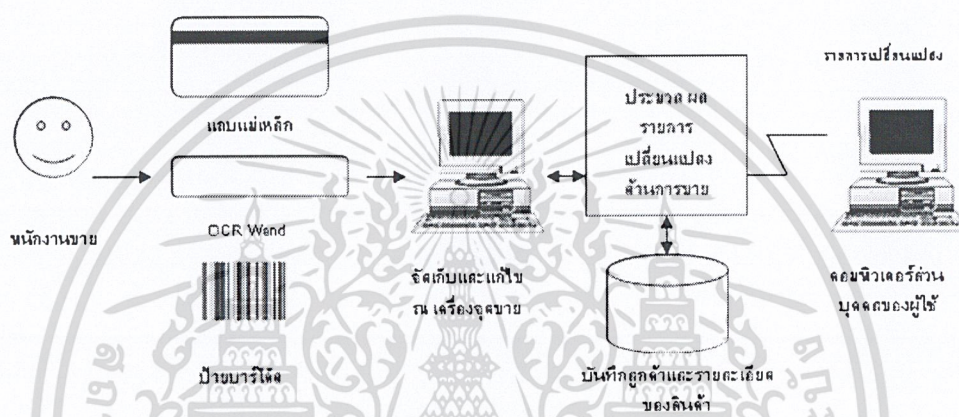 รายการเปลี่ยนแปลง
แถบแม่เหล็ก
ประมวล ผล
รายการ
เปลี่ยนแปลง
ด้านการขาย
พนักงานขาย
OCR Wand
จัดเก็บและแก้ไข
ณ เครื่องจุดขาย
คอมพิวเตอร์ส่วน
บุคคลของผู้ใช้
ป้ายบาร์โค้ด
บันทึกลูกค้าและรายละเอียด
ของสินค้า